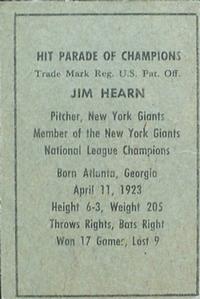 HIT PARADE OF CHAMPIONS
Trade Mark Reg. U.S. Pat. Off.
JIM HEARN
Pitcher, New York Giants
Member of the New York Giants
National League Champions
Born Atlanta, Georgia
April 11, 1923
Height 6-3, Weight 205
Throws Rights, Bats Right
Won 17 Games, Lost 9